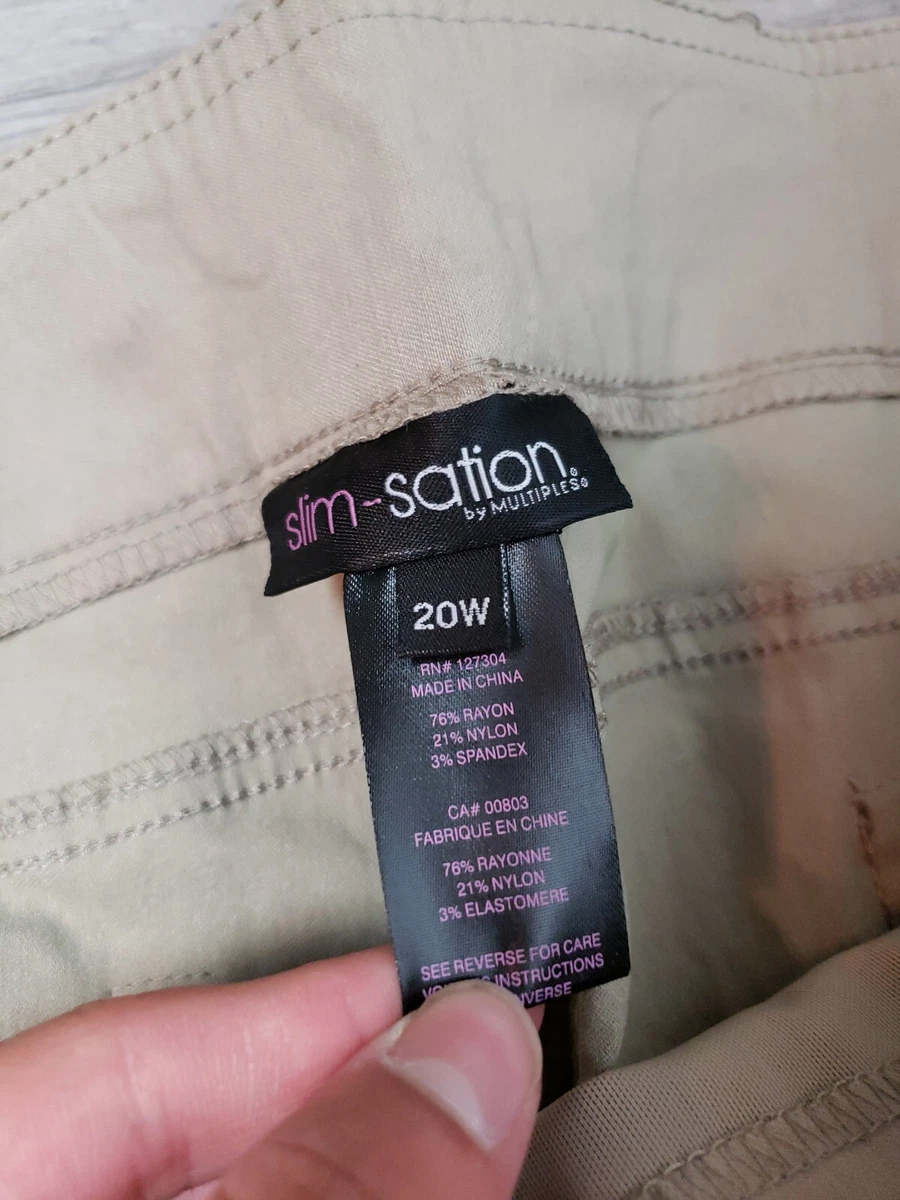 slim-sation®
by MULTIPLES®
20W
RN# 127304
MADE IN CHINA
76% RAYON
21% NYLON
3% SPANDEX
CA# 00803
FABRIQUE EN CHINE
76% RAYONNE
21% NYLON
3% ELASTOMERE
SEE REVERSE FOR CARE
INSTRUCTIONS